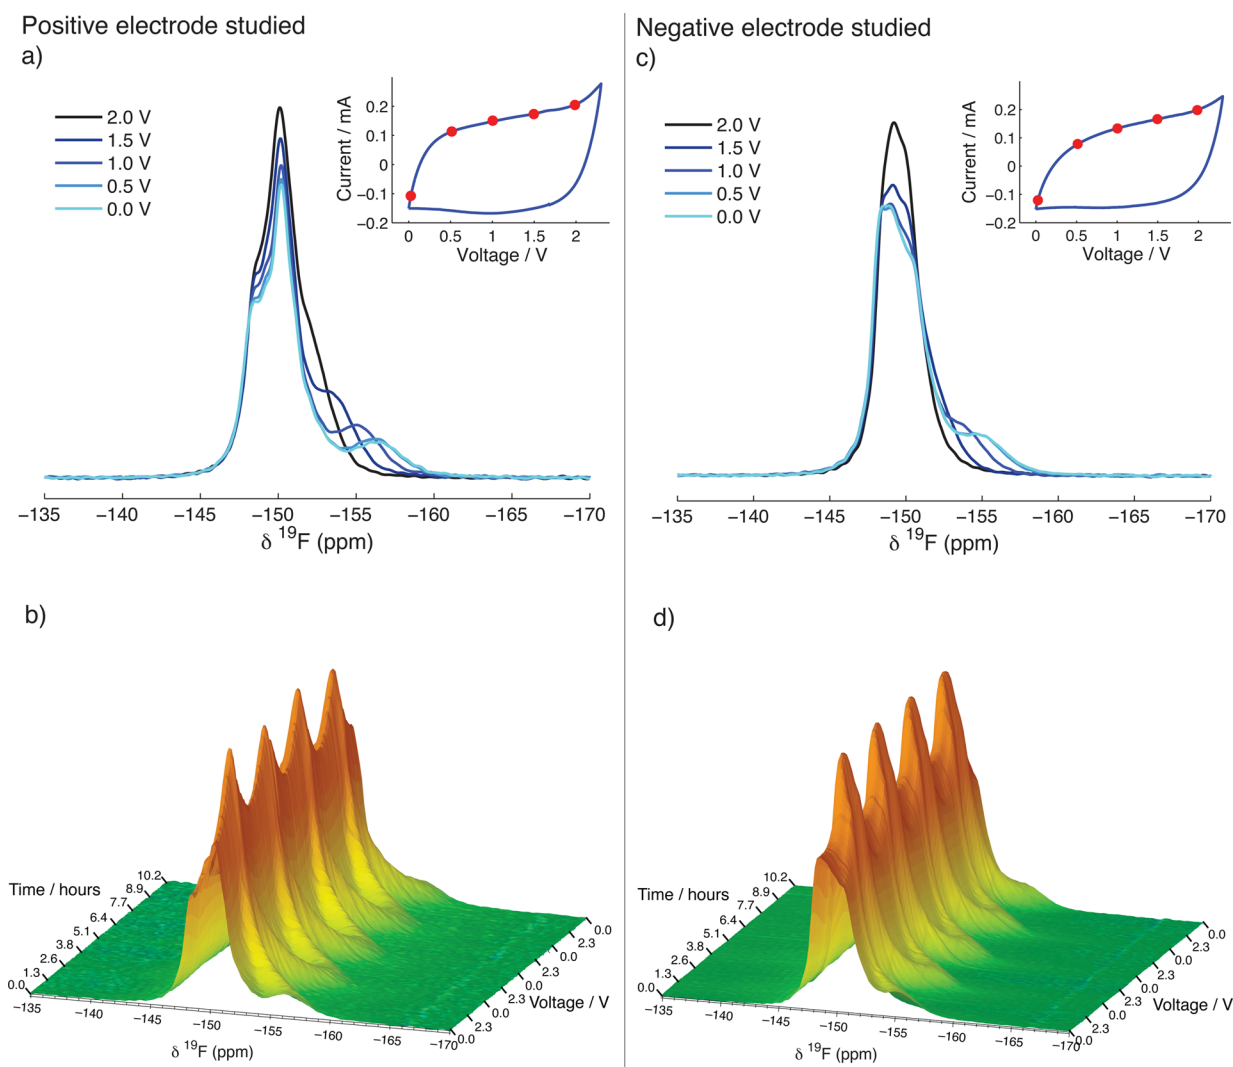 Positive electrode studied
a)
2.0 V
1.5 V
1.0 V
0.5 V
0.0 V
Current / mA
0.2
0.1
0
−0.1
−0.2
0 0.5 1 1.5 2
Voltage / V
−135 −140 −145 −150 −155 −160 −165 −170
δ ¹⁹F (ppm)
Negative electrode studied
c)
2.0 V
1.5 V
1.0 V
0.5 V
0.0 V
Current / mA
0.2
0.1
0
−0.1
−0.2
0 0.5 1 1.5 2
Voltage / V
−135 −140 −145 −150 −155 −160 −165 −170
δ ¹⁹F (ppm)
b)
Time / hours
10.2
8.9
7.7
6.4
5.1
3.8
2.6
1.3
0.0
−135 −140 −145 −150 −155 −160 −165 −170
δ ¹⁹F (ppm)
0.0
2.3
0.0
2.3
0.0
2.3
0.0
2.3
0.0
Voltage / V
d)
Time / hours
10.2
8.9
7.7
6.4
5.1
3.8
2.6
1.3
0.0
−135 −140 −145 −150 −155 −160 −165 −170
δ ¹⁹F (ppm)
0.0
2.3
0.0
2.3
0.0
2.3
0.0
2.3
0.0
Voltage / V